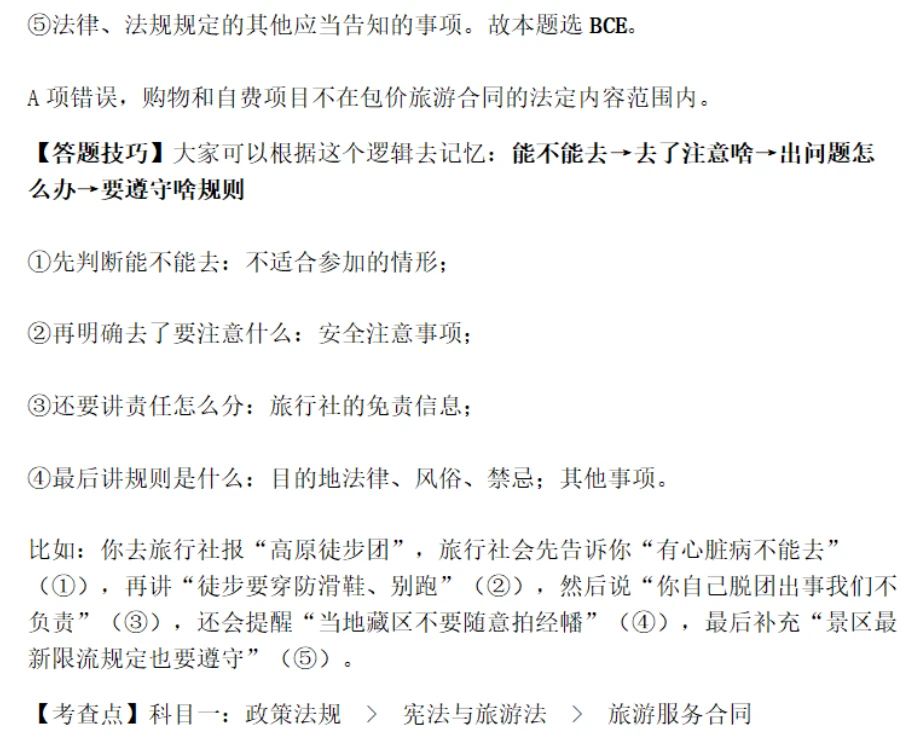 ⑤法律、法规规定的其他应当告知的事项。故本题选 BCE。
A 项错误，购物和自费项目不在包价旅游合同的法定内容范围内。
【答题技巧】大家可以根据这个逻辑去记忆：能不能去→去了注意啥→出问题怎
么办→要遵守啥规则
①先判断能不能去：不适合参加的情形；
②再明确去了要注意什么：安全注意事项；
③还要讲责任怎么分：旅行社的免责信息；
④最后讲规则是什么：目的地法律、风俗、禁忌；其他事项。
比如：你去旅行社报“高原徒步团”，旅行社会先告诉你“有心脏病不能去”
（①），再讲“徒步要穿防滑鞋、别跑”（②），然后说“你自己脱团出事我们不
负责”（③），还会提醒“当地藏区不要随意拍经幡”（④），最后补充“景区最
新限流规定也要遵守”（⑤）。
【考查点】科目一：政策法规 > 宪法与旅游法 > 旅游服务合同